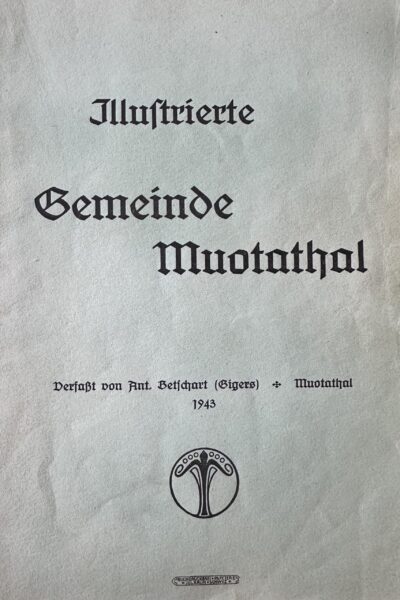 Illustrierte
Gemeinde
Muotathal
Verfaßt von Ant. Betschart (Gigers) ✢ Muotathal
1943